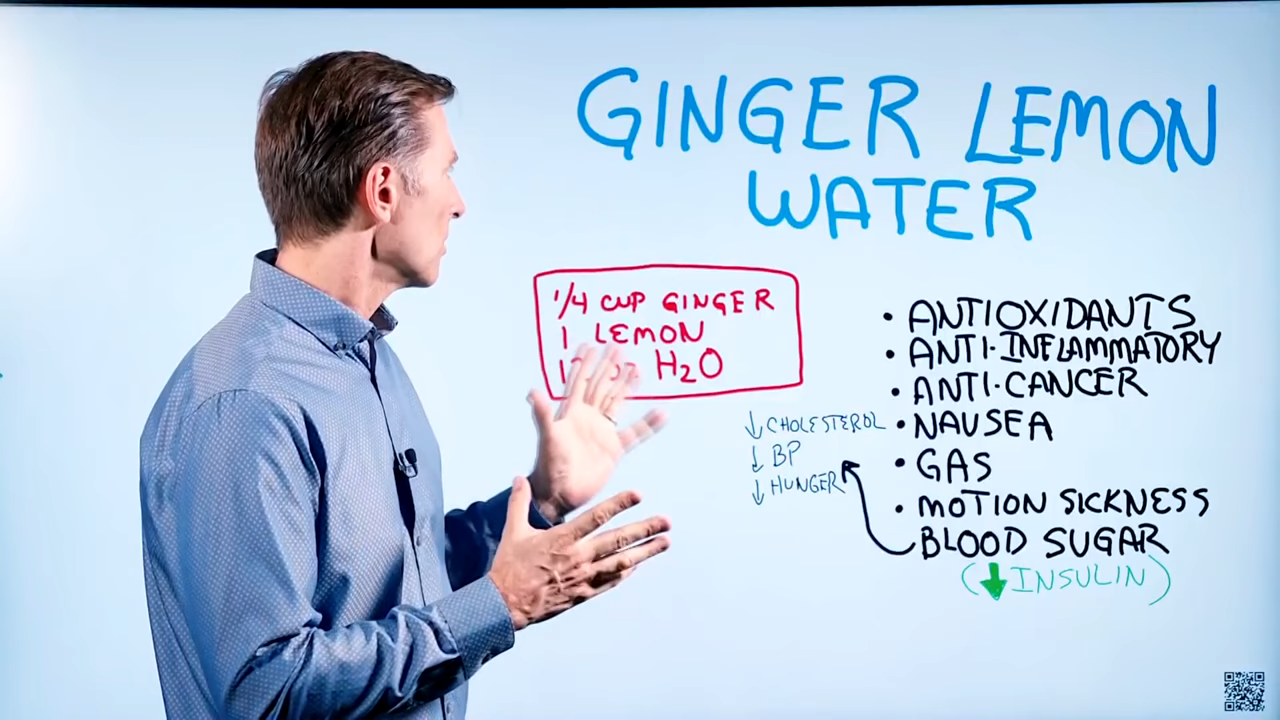 GINGER LEMON
WATER
1/4 CUP GINGER
1 LEMON
H₂O
• ANTIOXIDANTS
• ANTI-INFLAMMATORY
• ANTI-CANCER
• NAUSEA
• GAS
• MOTION SICKNESS
BLOOD SUGAR
(↓ INSULIN)
↓ CHOLESTEROL
↓ BP
↓ HUNGER